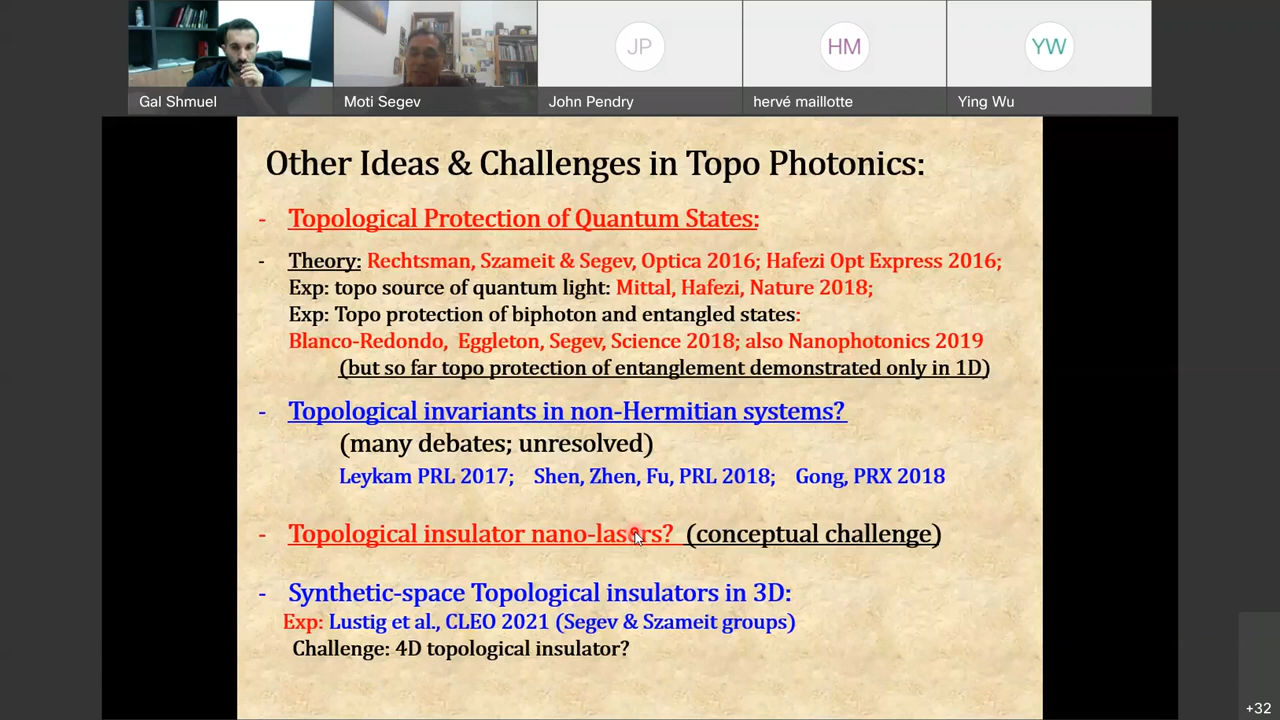 JP
HM
YW
Gal Shmuel
Moti Segev
John Pendry
hervé maillotte
Ying Wu
Other Ideas & Challenges in Topo Photonics:
- Topological Protection of Quantum States:
- Theory: Rechtsman, Szameit & Segev, Optica 2016; Hafezi Opt Express 2016;
Exp: topo source of quantum light: Mittal, Hafezi, Nature 2018;
Exp: Topo protection of biphoton and entangled states:
Blanco-Redondo, Eggleton, Segev, Science 2018; also Nanophotonics 2019
(but so far topo protection of entanglement demonstrated only in 1D)
- Topological invariants in non-Hermitian systems?
(many debates; unresolved)
Leykam PRL 2017; Shen, Zhen, Fu, PRL 2018; Gong, PRX 2018
- Topological insulator nano-lasers? (conceptual challenge)
- Synthetic-space Topological insulators in 3D:
Exp: Lustig et al., CLEO 2021 (Segev & Szameit groups)
Challenge: 4D topological insulator?
+32